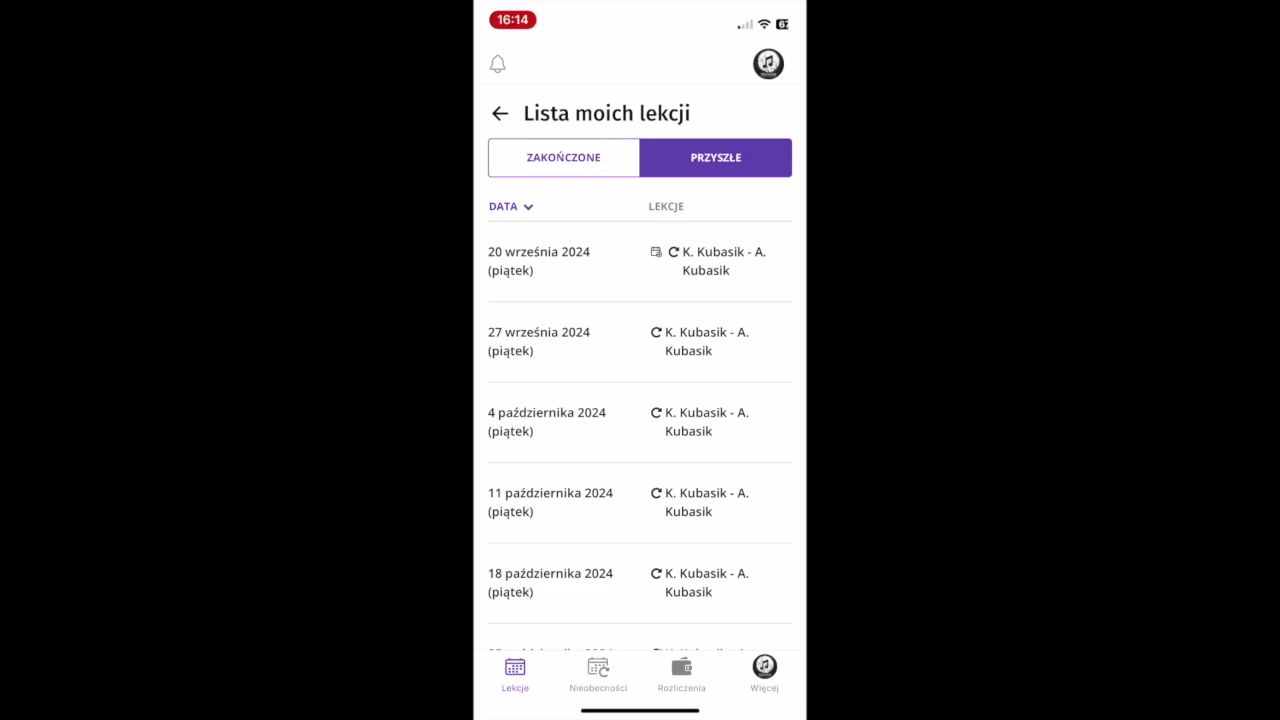 16:14
Lista moich lekcji
ZAKOŃCZONE
PRZYSZŁE
DATA
LEKCJE
20 września 2024
(piątek)
K. Kubasik - A.
Kubasik
27 września 2024
(piątek)
K. Kubasik - A.
Kubasik
4 października 2024
(piątek)
K. Kubasik - A.
Kubasik
11 października 2024
(piątek)
K. Kubasik - A.
Kubasik
18 października 2024
(piątek)
K. Kubasik - A.
Kubasik
Lekcje
Nieobecności
Rozliczenia
Więcej